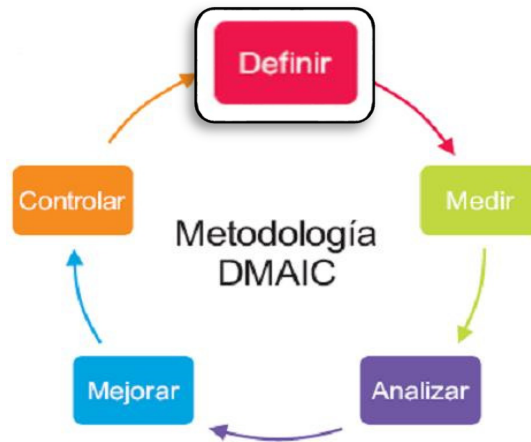 Definir
Medir
Analizar
Mejorar
Controlar
Metodología
DMAIC